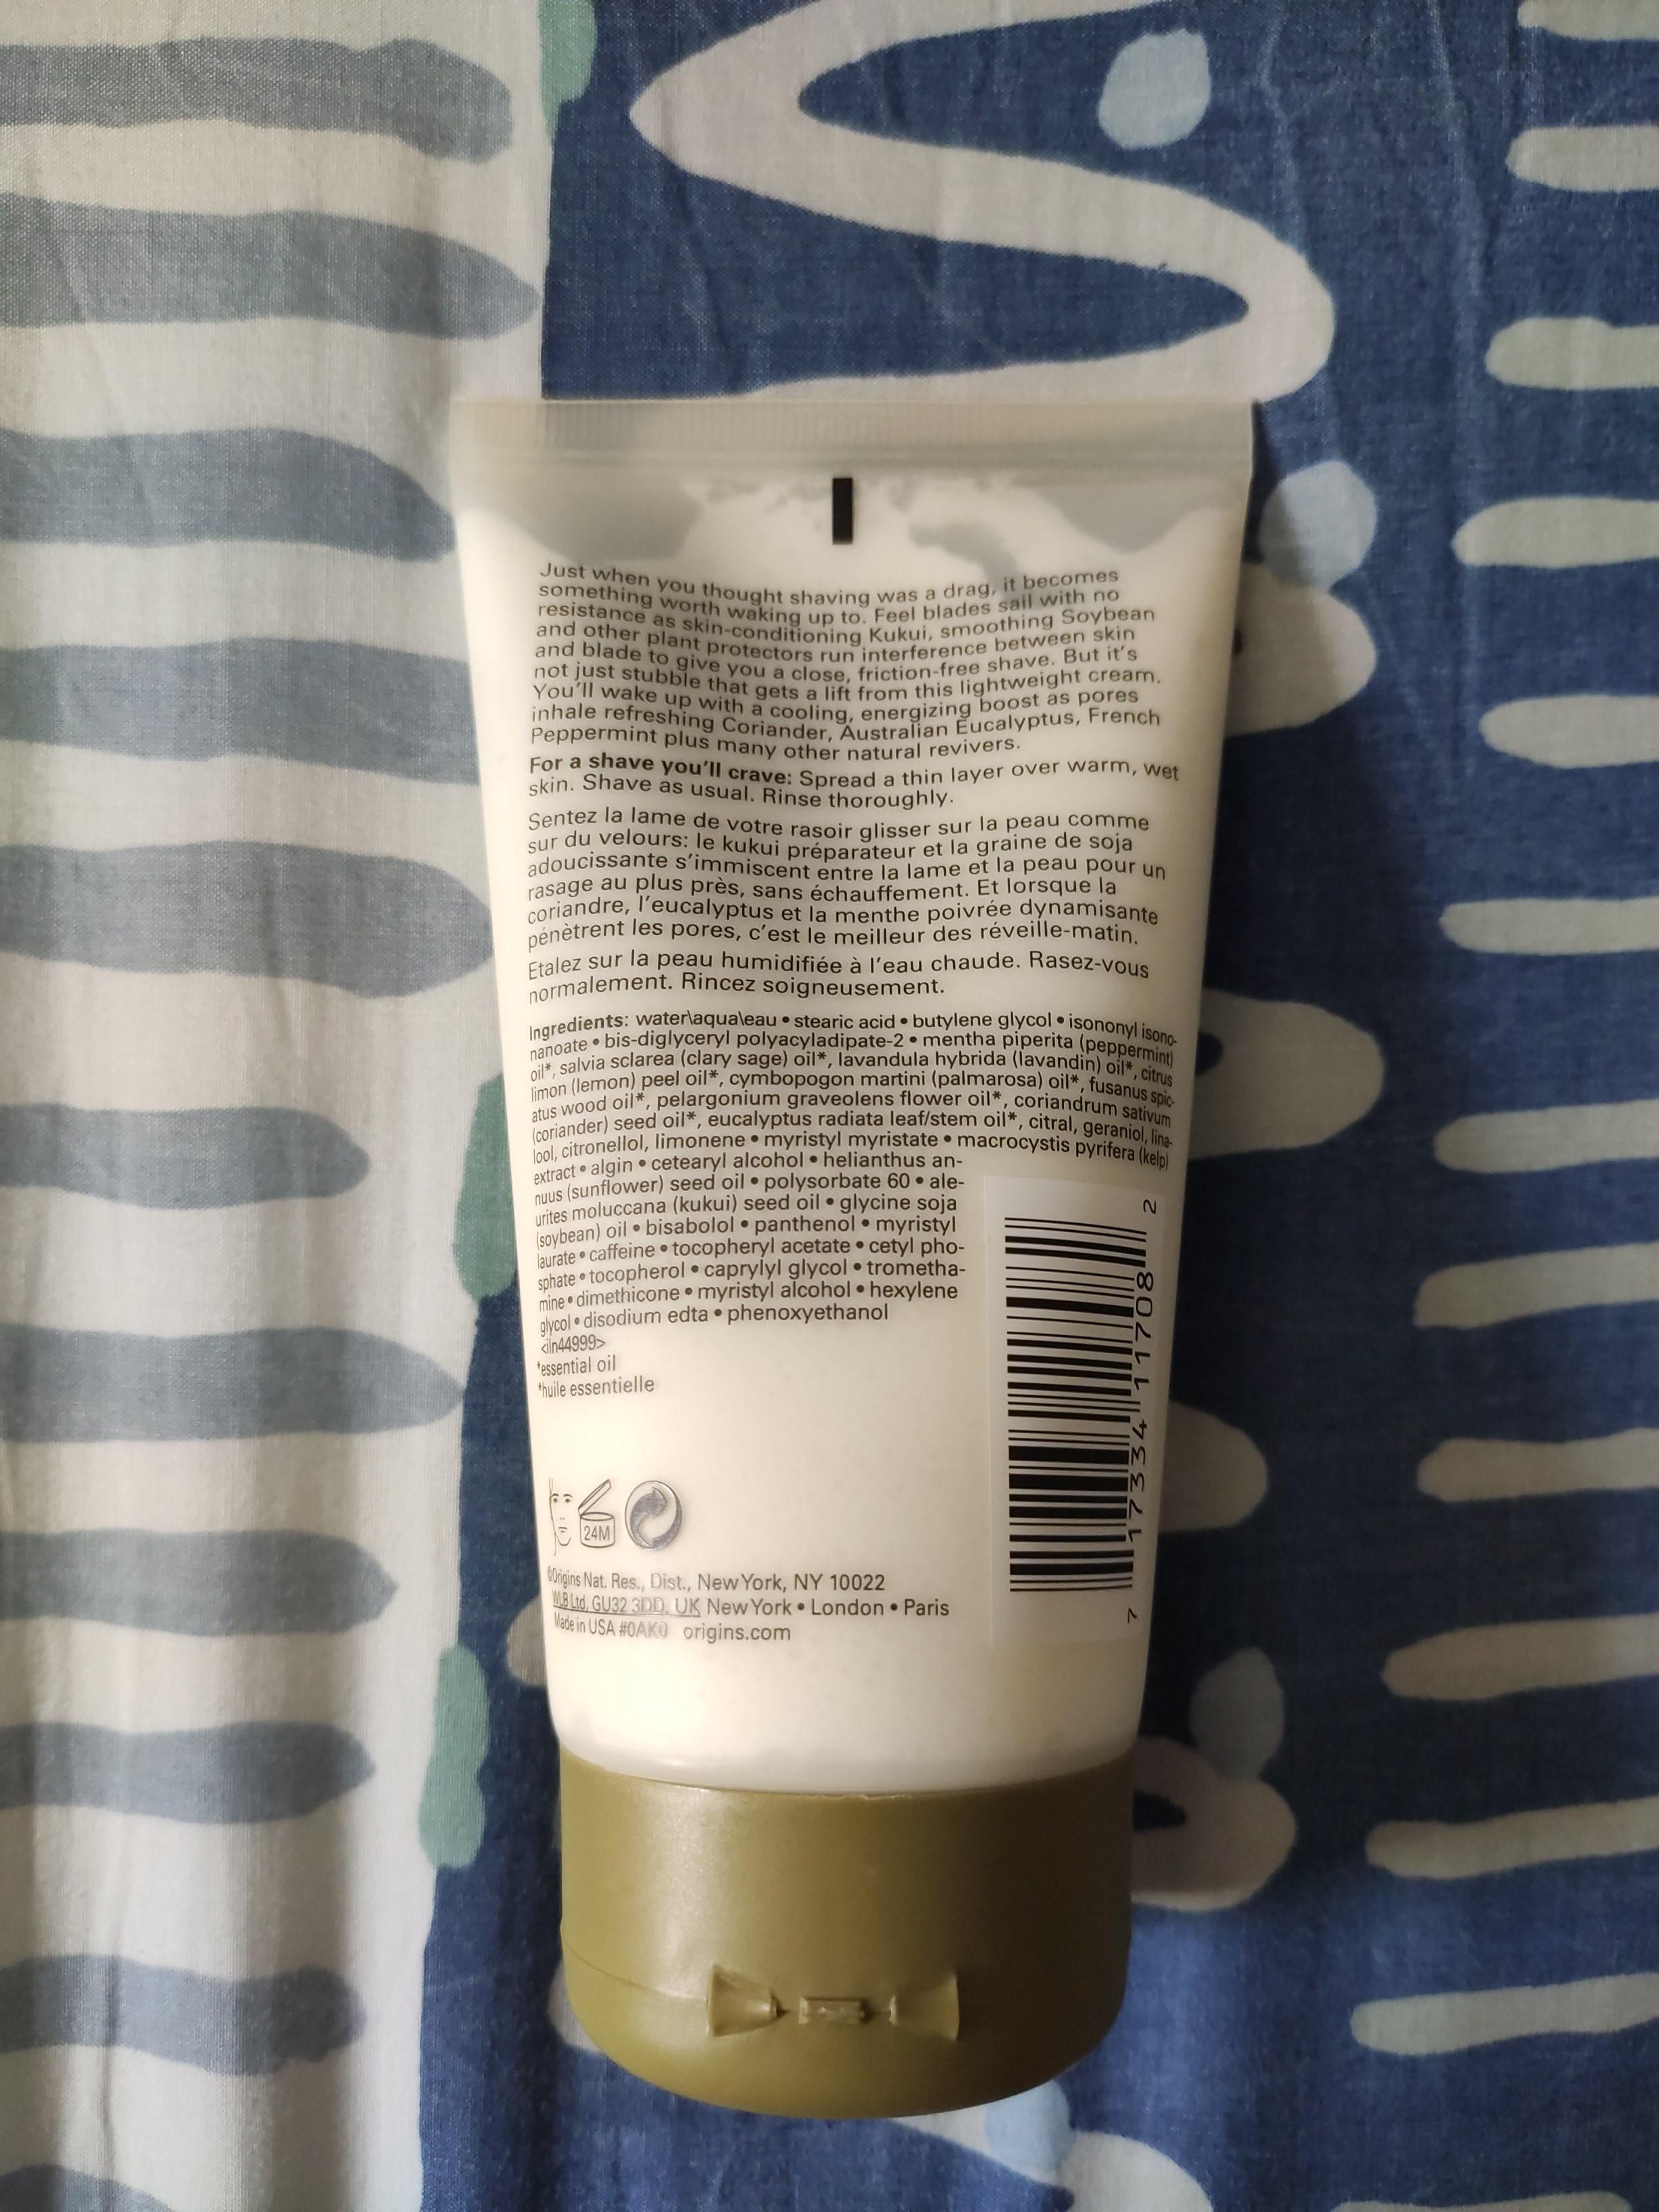 Just when you thought shaving was a drag, it becomes
something worth waking up to. Feel blades sail with no
resistance as skin-conditioning Kukui, smoothing Soybean
and other plant protectors run interference between skin
and blade to give you a close, friction-free shave. But it's
not just stubble that gets a lift from this lightweight cream.
You'll wake up with a cooling, energizing boost as pores
inhale refreshing Coriander, Australian Eucalyptus, French
Peppermint plus many other natural revivers.
For a shave you'll crave: Spread a thin layer over warm, wet
skin. Shave as usual. Rinse thoroughly.
Sentez la lame de votre rasoir glisser sur la peau comme
sur du velours: le kukui préparateur et la graine de soja
adoucissante s'immiscent entre la lame et la peau pour un
rasage au plus près, sans échauffement. Et lorsque la
coriandre, l'eucalyptus et la menthe poivrée dynamisante
pénètrent les pores, c'est le meilleur des réveille-matin.
Etalez sur la peau humidifiée à l'eau chaude. Rasez-vous
normalement. Rincez soigneusement.
Ingredients: water\aqua\eau • stearic acid • butylene glycol • isononyl isono-
nanoate • bis-diglyceryl polyacyladipate-2 • mentha piperita (peppermint)
oil*, salvia sclarea (clary sage) oil*, lavandula hybrida (lavandin) oil*, citrus
limon (lemon) peel oil*, cymbopogon martini (palmarosa) oil*, fusanus spic-
atus wood oil*, pelargonium graveolens flower oil*, coriandrum sativum
(coriander) seed oil*, eucalyptus radiata leaf/stem oil*, citral, geraniol, lina-
lool, citronellol, limonene • myristyl myristate • macrocystis pyrifera (kelp)
extract • algin • cetearyl alcohol • helianthus an-
nuus (sunflower) seed oil • polysorbate 60 • ale-
urites moluccana (kukui) seed oil • glycine soja
(soybean) oil • bisabolol • panthenol • myristyl
laurate • caffeine • tocopheryl acetate • cetyl pho-
sphate • tocopherol • caprylyl glycol • trometha-
mine • dimethicone • myristyl alcohol • hexylene
glycol • disodium edta • phenoxyethanol
<iln44999>
*essential oil
*huile essentielle
24M
©Origins Nat. Res., Dist., New York, NY 10022
WLB Ltd. GU32 3DD, UK New York • London • Paris
Made in USA #0AK0 origins.com
7 17334 11708 2